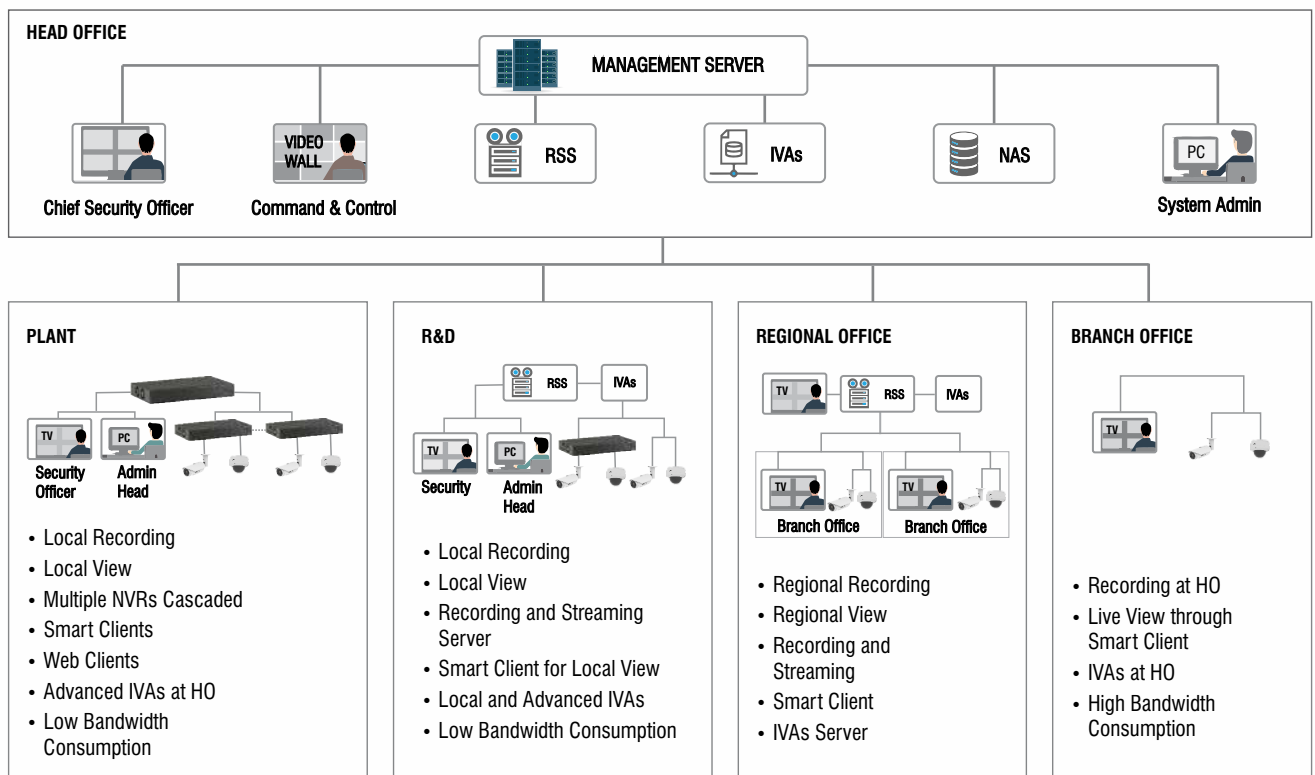 HEAD OFFICE
MANAGEMENT SERVER
VIDEO
WALL
RSS
IVAs
NAS
PC
Chief Security Officer
Command & Control
System Admin
PLANT
TV
PC
Security
Officer
Admin
Head
• Local Recording
• Local View
• Multiple NVRs Cascaded
• Smart Clients
• Web Clients
• Advanced IVAs at HO
• Low Bandwidth
Consumption
R&D
RSS
IVAs
TV
PC
Security
Admin
Head
• Local Recording
• Local View
• Recording and Streaming
Server
• Smart Client for Local View
• Local and Advanced IVAs
• Low Bandwidth Consumption
REGIONAL OFFICE
TV
RSS
IVAs
TV
TV
Branch Office
Branch Office
• Regional Recording
• Regional View
• Recording and
Streaming
• Smart Client
• IVAs Server
BRANCH OFFICE
TV
• Recording at HO
• Live View through
Smart Client
• IVAs at HO
• High Bandwidth
Consumption